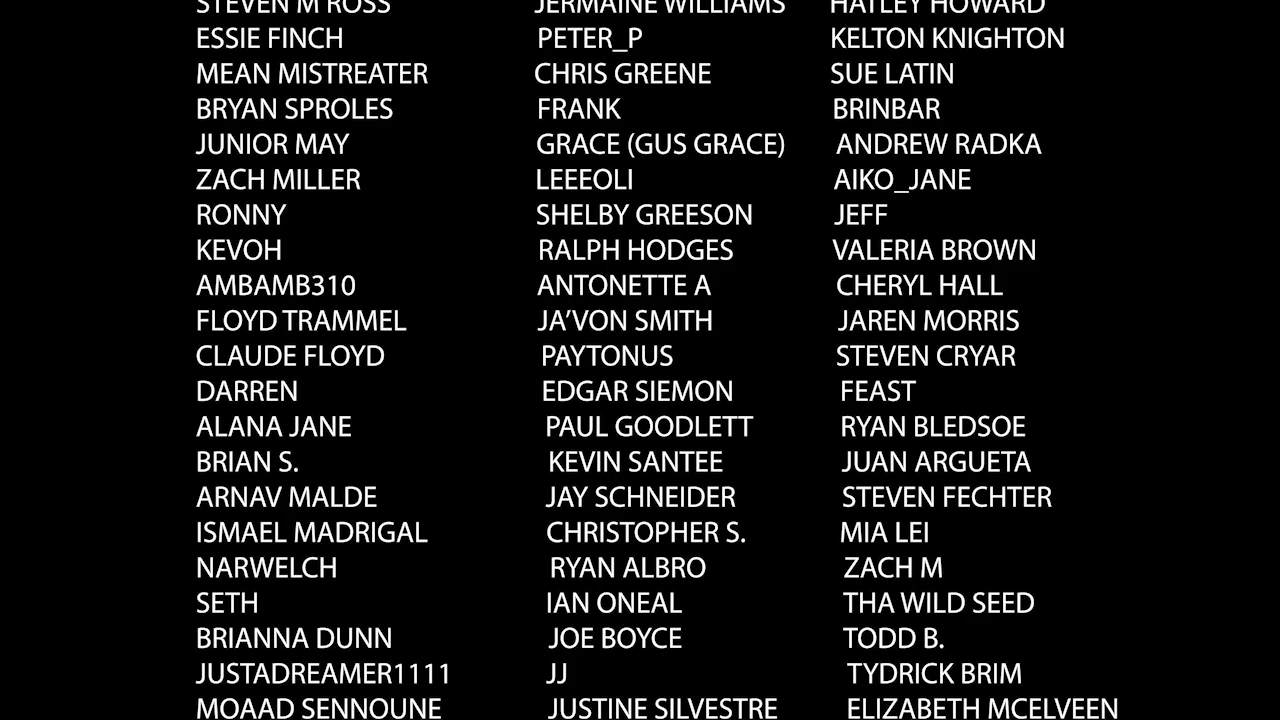 STEVEN M ROSS JERMAINE WILLIAMS HATLEY HOWARD
ESSIE FINCH PETER_P KELTON KNIGHTON
MEAN MISTREATER CHRIS GREENE SUE LATIN
BRYAN SPROLES FRANK BRINBAR
JUNIOR MAY GRACE (GUS GRACE) ANDREW RADKA
ZACH MILLER LEEEOLI AIKO_JANE
RONNY SHELBY GREESON JEFF
KEVOH RALPH HODGES VALERIA BROWN
AMBAMB310 ANTONETTE A CHERYL HALL
FLOYD TRAMMEL JA’VON SMITH JAREN MORRIS
CLAUDE FLOYD PAYTONUS STEVEN CRYAR
DARREN EDGAR SIEMON FEAST
ALANA JANE PAUL GOODLETT RYAN BLEDSOE
BRIAN S. KEVIN SANTEE JUAN ARGUETA
ARNAV MALDE JAY SCHNEIDER STEVEN FECHTER
ISMAEL MADRIGAL CHRISTOPHER S. MIA LEI
NARWELCH RYAN ALBRO ZACH M
SETH IAN ONEAL THA WILD SEED
BRIANNA DUNN JOE BOYCE TODD B.
JUSTADREAMER1111 JJ TYDRICK BRIM
MOAAD SENNOUNE JUSTINE SILVESTRE ELIZABETH MCELVEEN